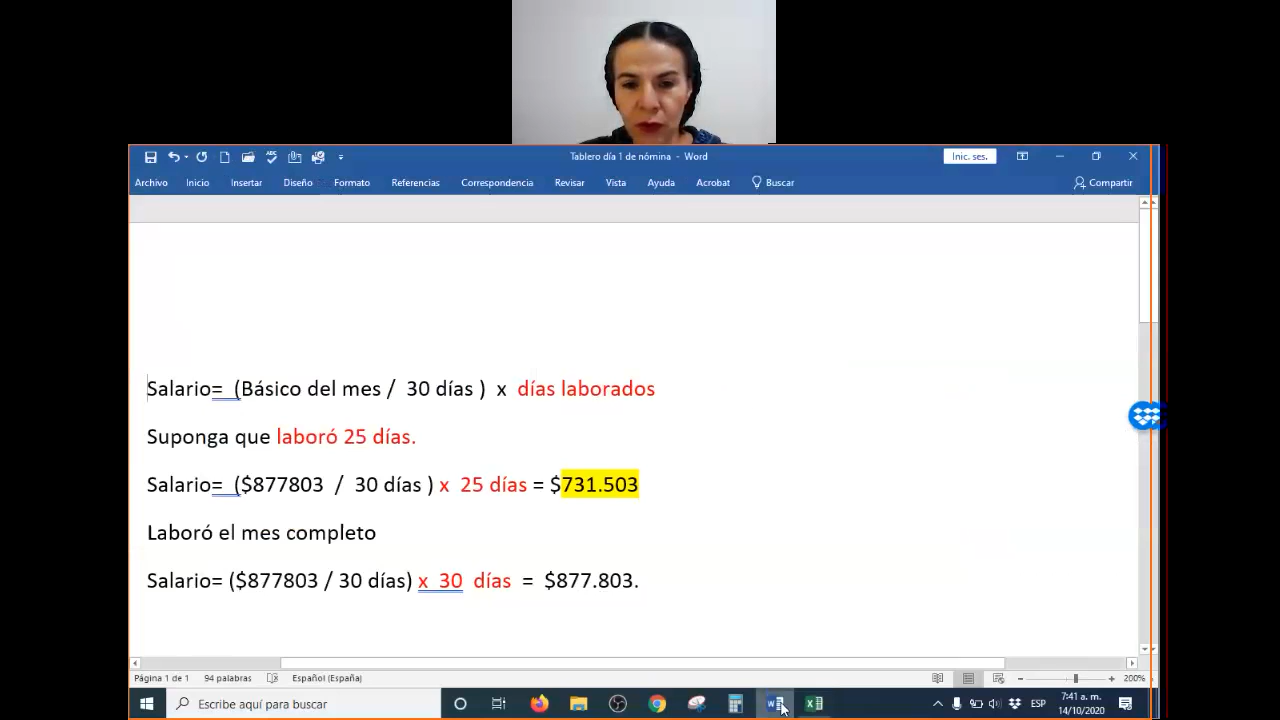 Tablero día 1 de nómina - Word
Inic. ses.
Archivo Inicio Insertar Diseño Formato Referencias Correspondencia Revisar Vista Ayuda Acrobat Buscar Compartir
Salario= (Básico del mes / 30 días ) x días laborados
Suponga que laboró 25 días.
Salario= ($877803 / 30 días ) x 25 días = $731.503
Laboró el mes completo
Salario= ($877803 / 30 días) x 30 días = $877.803.
Página 1 de 1 94 palabras Español (España) 200%
Escribe aquí para buscar
ESP
7:41 a. m.
14/10/2020